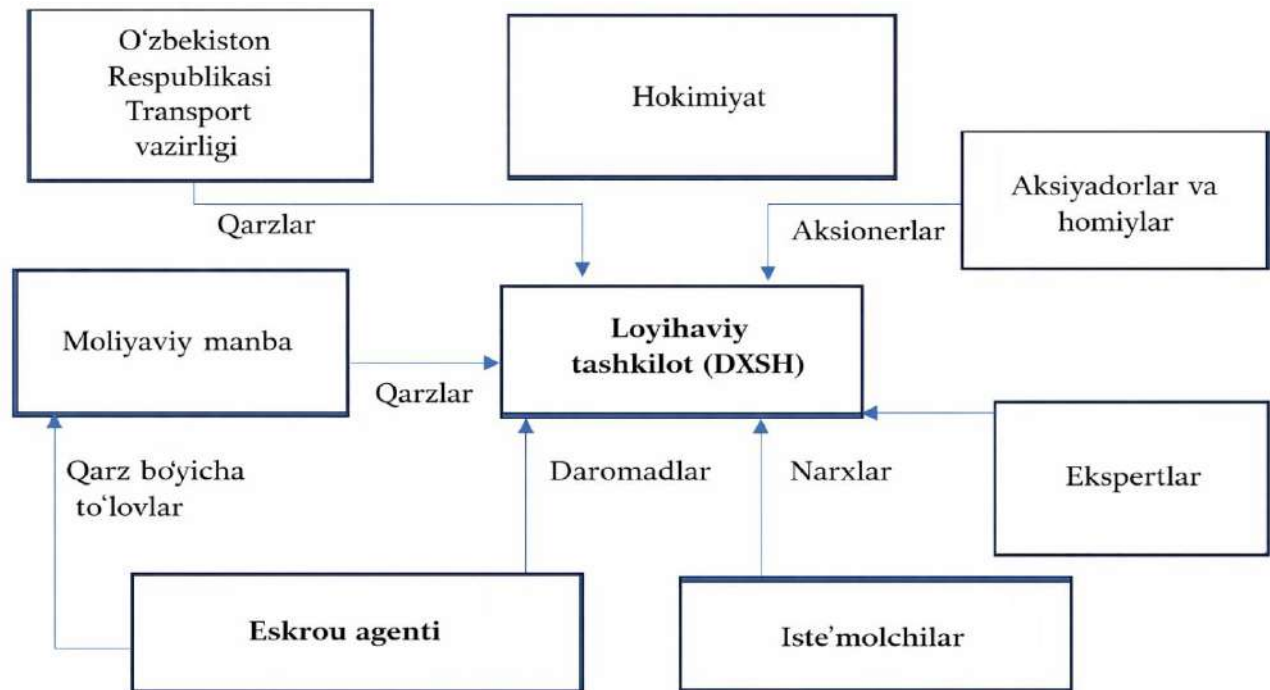 O‘zbekiston
Respublikasi
Transport
vazirligi
Hokimiyat
Aksiyadorlar va
homiylar
Qarzlar
Aksionerlar
Moliyaviy manba
Loyihaviy
tashkilot (DXSH)
Qarzlar
Qarz bo‘yicha
to‘lovlar
Daromadlar
Narxlar
Ekspertlar
Eskrou agenti
Iste’molchilar